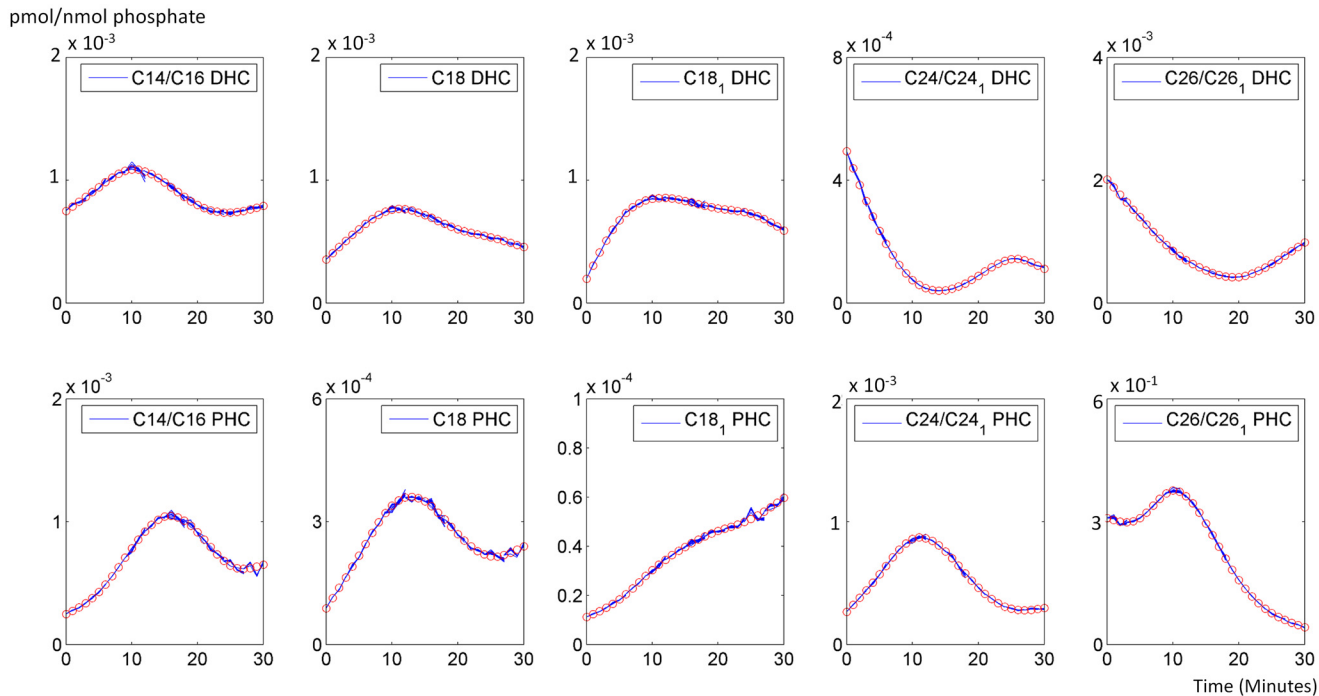 pmol/nmol phosphate
x 10-3 x 10-3 x 10-3 x 10-4 x 10-3
2 2 2 8 4
C14/C16 DHC C18 DHC C181 DHC C24/C241 DHC C26/C261 DHC
1 1 1 4 2
0 0 0 0 0
0 10 20 30 0 10 20 30 0 10 20 30 0 10 20 30 0 10 20 30
x 10-3 x 10-4 x 10-4 x 10-3 x 10-1
2 6 1 2 6
C14/C16 PHC C18 PHC C181 PHC C24/C241 PHC C26/C261 PHC
0.8
1 3 0.6 1 3
0.4
0.2
0 0 0 0 0
0 10 20 30 0 10 20 30 0 10 20 30 0 10 20 30 0 10 20 30
Time (Minutes)